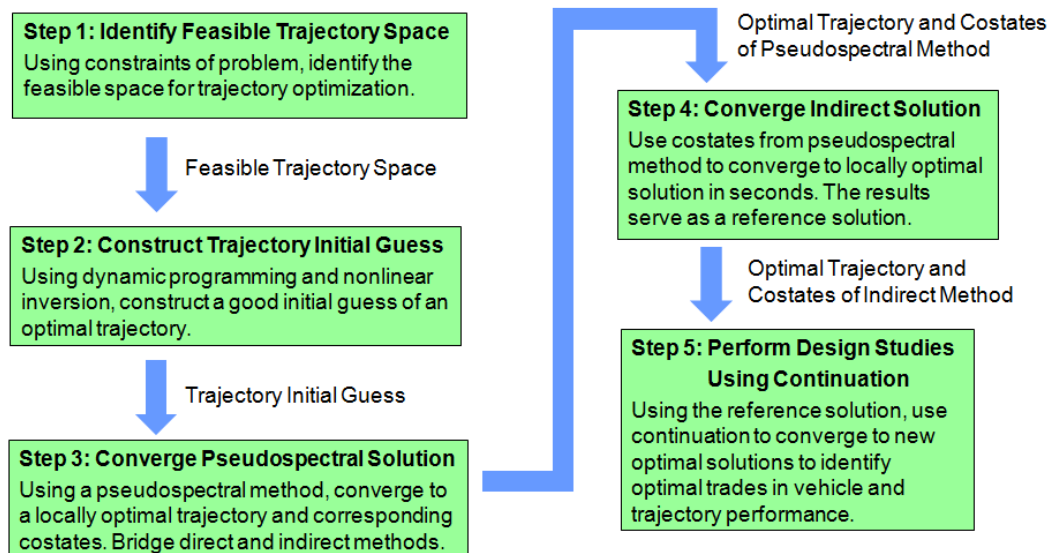 Step 1: Identify Feasible Trajectory Space
Using constraints of problem, identify the
feasible space for trajectory optimization.
Feasible Trajectory Space
Step 2: Construct Trajectory Initial Guess
Using dynamic programming and nonlinear
inversion, construct a good initial guess of an
optimal trajectory.
Trajectory Initial Guess
Step 3: Converge Pseudospectral Solution
Using a pseudospectral method, converge to
a locally optimal trajectory and corresponding
costates. Bridge direct and indirect methods.
Optimal Trajectory and Costates
of Pseudospectral Method
Step 4: Converge Indirect Solution
Use costates from pseudospectral
method to converge to locally optimal
solution in seconds. The results
serve as a reference solution.
Optimal Trajectory and
Costates of Indirect Method
Step 5: Perform Design Studies
Using Continuation
Using the reference solution, use
continuation to converge to new
optimal solutions to identify
optimal trades in vehicle and
trajectory performance.